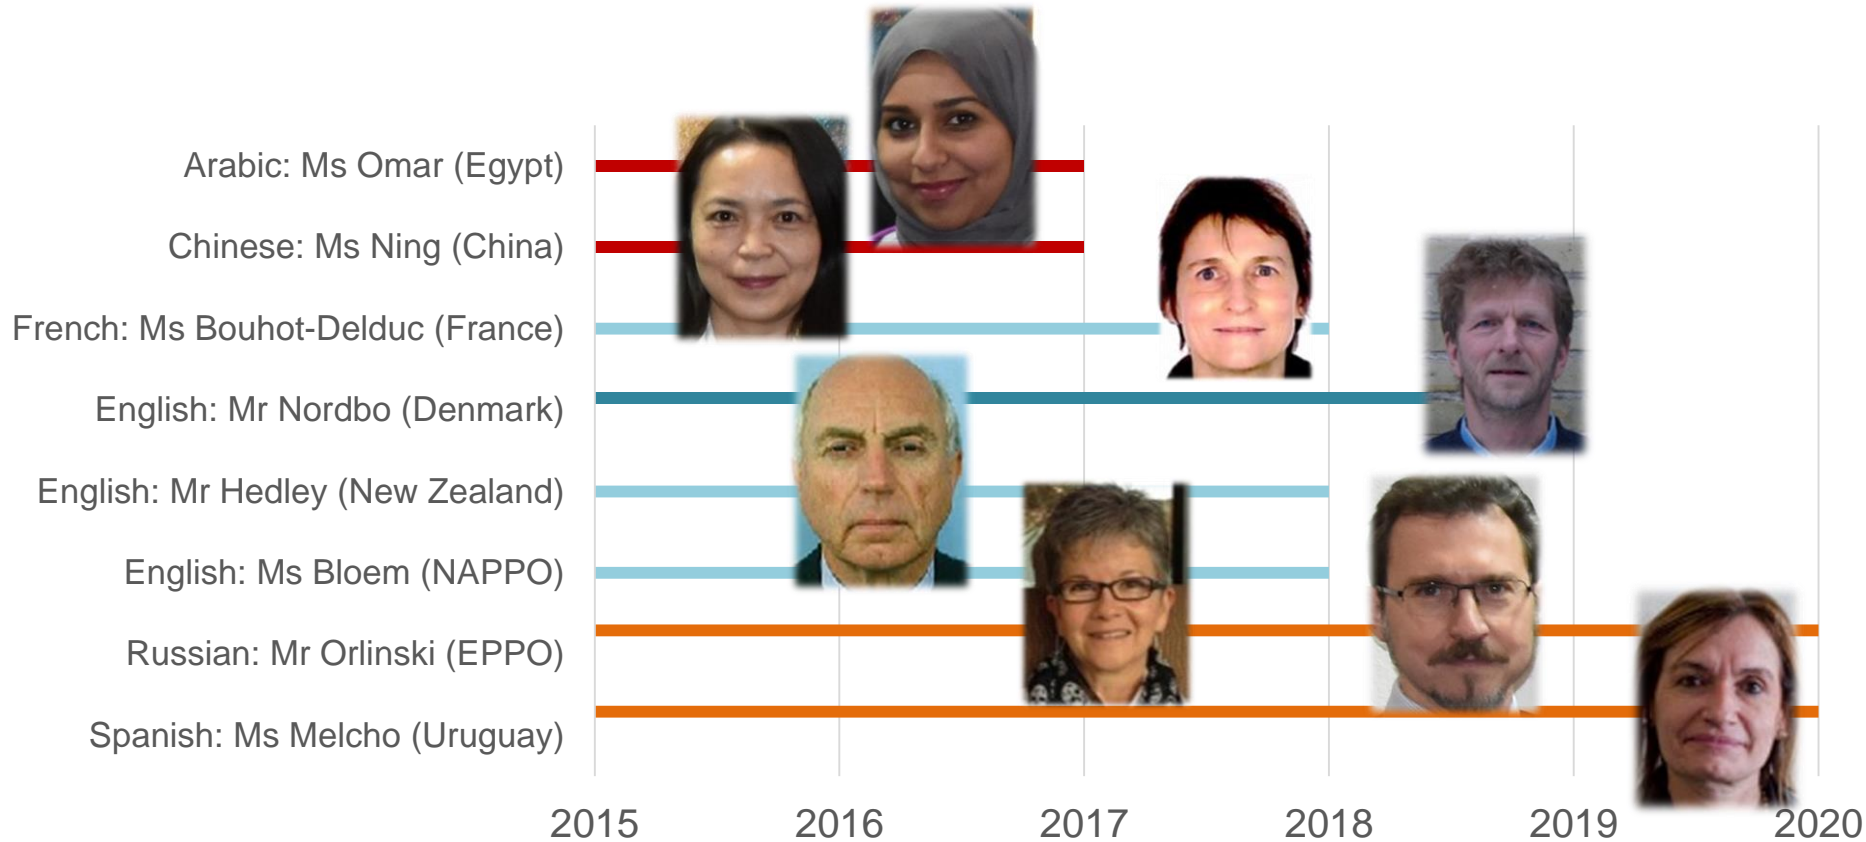 Arabic: Ms Omar (Egypt)
Chinese: Ms Ning (China)
French: Ms Bouhot-Delduc (France)
English: Mr Nordbo (Denmark)
English: Mr Hedley (New Zealand)
English: Ms Bloem (NAPPO)
Russian: Mr Orlinski (EPPO)
Spanish: Ms Melcho (Uruguay)
2015 2016 2017 2018 2019 2020